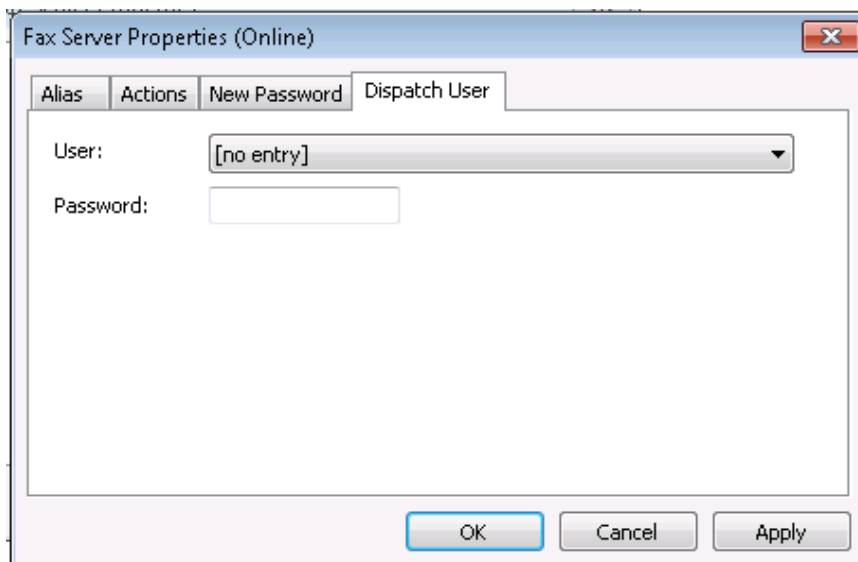 Fax Server Properties (Online)
Alias Actions New Password Dispatch User
User: [no entry]
Password:
OK Cancel Apply